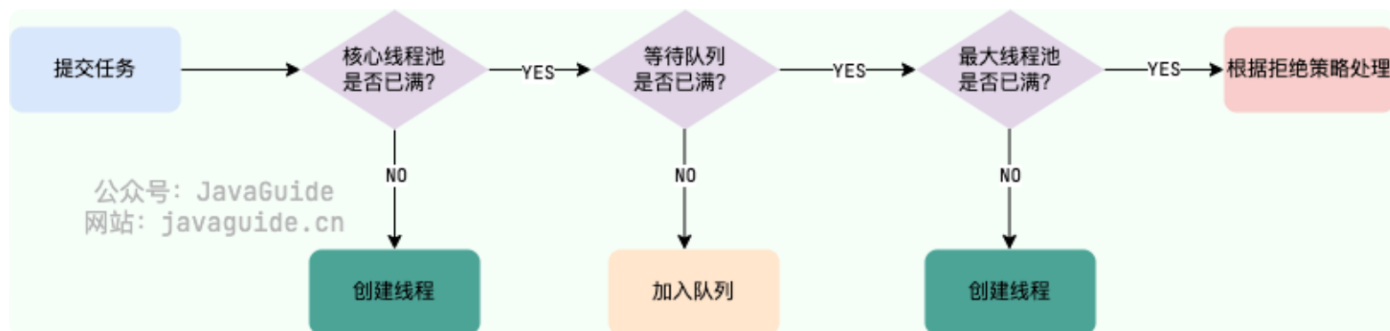 提交任务
核心线程池
是否已满?
YES
等待队列
是否已满?
YES
最大线程池
是否已满?
YES
根据拒绝策略处理
NO
NO
NO
公众号：JavaGuide
网站：javaguide.cn
创建线程
加入队列
创建线程